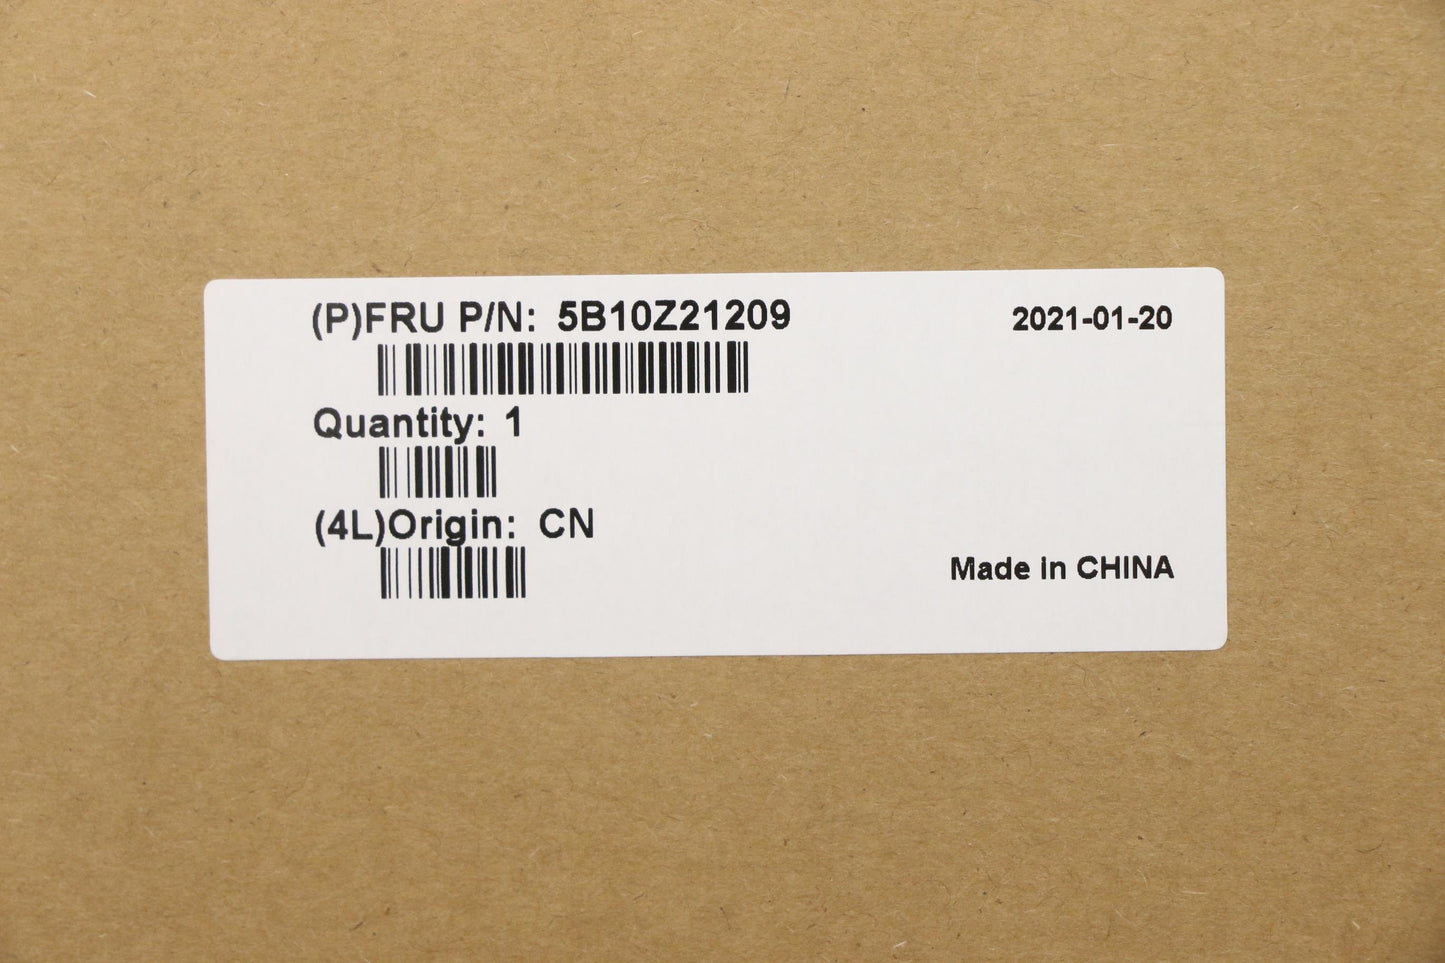 (P)FRU P/N: 5B10Z21209
2021-01-20
Quantity: 1
(4L)Origin: CN
Made in CHINA